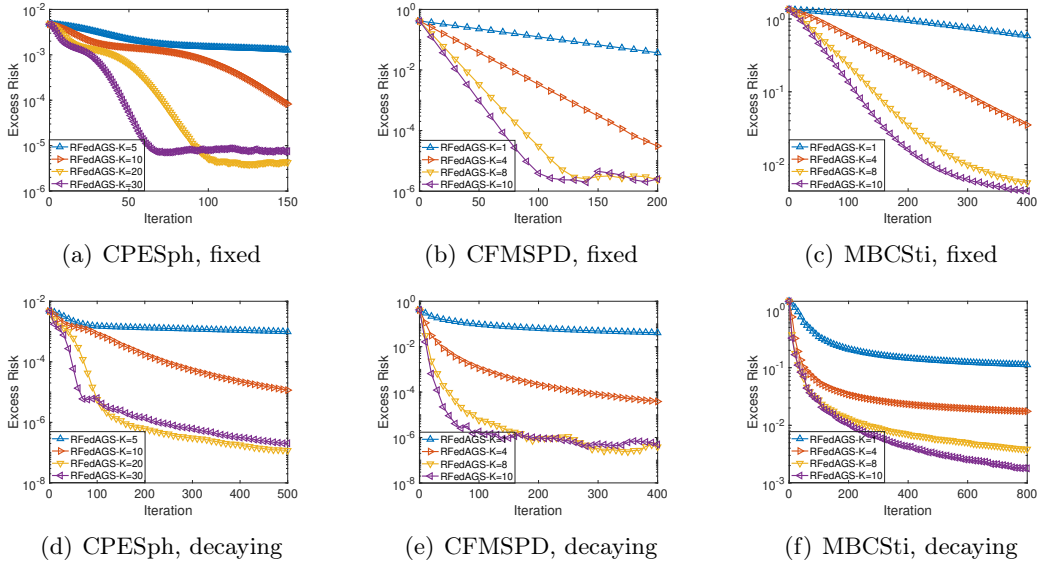 10^-2
10^-3
10^-4
10^-5
10^-6
Excess Risk
RFedAGS-K=5
RFedAGS-K=10
RFedAGS-K=20
RFedAGS-K=30
0 50 100 150
Iteration
(a) CPESph, fixed
10^0
10^-2
10^-4
10^-6
Excess Risk
RFedAGS-K=1
RFedAGS-K=4
RFedAGS-K=8
RFedAGS-K=10
0 50 100 150 200
Iteration
(b) CFMSPD, fixed
10^0
10^-1
10^-2
Excess Risk
RFedAGS-K=1
RFedAGS-K=4
RFedAGS-K=8
RFedAGS-K=10
0 100 200 300 400
Iteration
(c) MBCSti, fixed
10^-2
10^-4
10^-6
10^-8
Excess Risk
RFedAGS-K=5
RFedAGS-K=10
RFedAGS-K=20
RFedAGS-K=30
0 100 200 300 400 500
Iteration
(d) CPESph, decaying
10^0
10^-2
10^-4
10^-6
10^-8
Excess Risk
RFedAGS-K=1
RFedAGS-K=4
RFedAGS-K=8
RFedAGS-K=10
0 100 200 300 400
Iteration
(e) CFMSPD, decaying
10^0
10^-1
10^-2
10^-3
Excess Risk
RFedAGS-K=1
RFedAGS-K=4
RFedAGS-K=8
RFedAGS-K=10
0 200 400 600 800
Iteration
(f) MBCSti, decaying